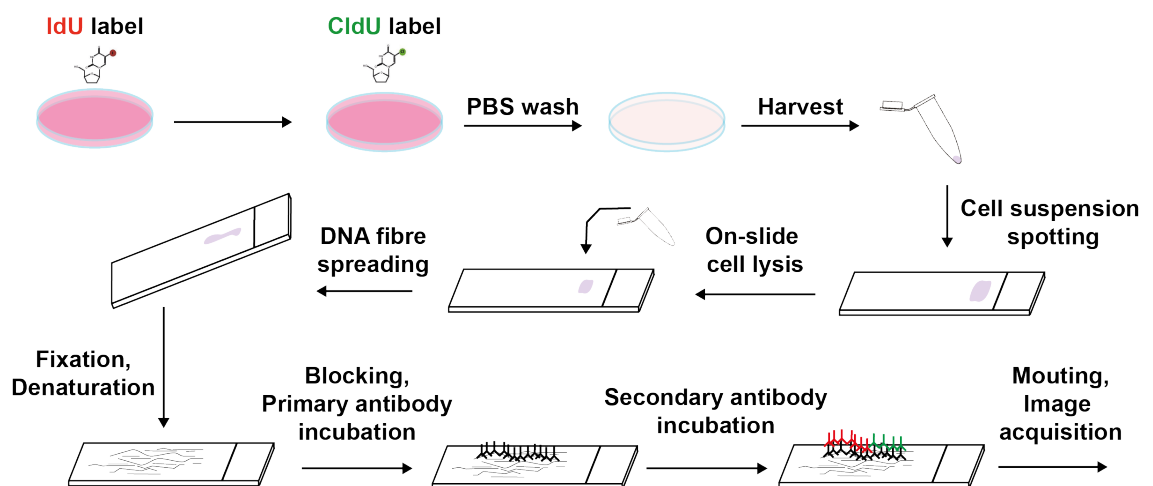 IdU label
CldU label
PBS wash
Harvest
Cell suspension
spotting
On-slide
cell lysis
DNA fibre
spreading
Fixation,
Denaturation
Blocking,
Primary antibody
incubation
Secondary antibody
incubation
Mouting,
Image
acquisition